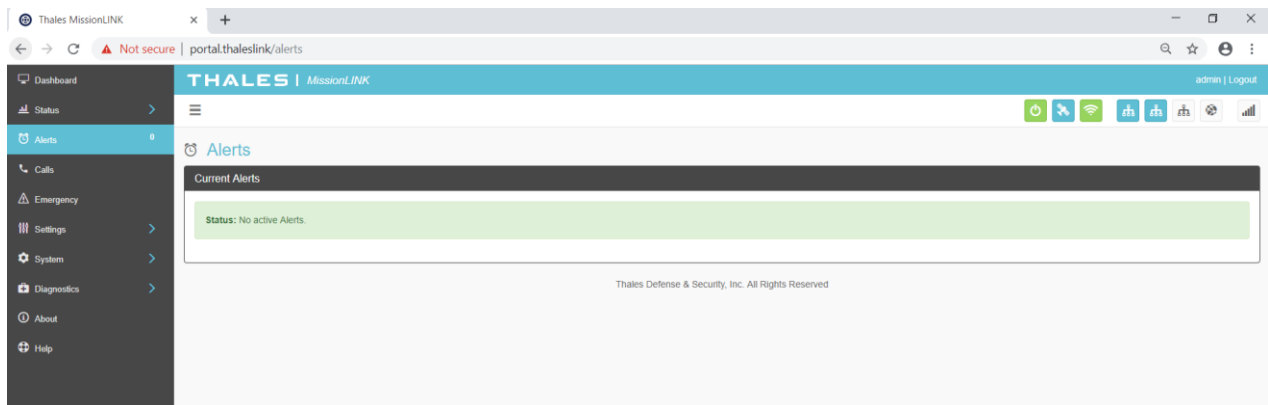 Thales MissionLINK
Not secure | portal.thaleslink/alerts
Dashboard
THALES | MissionLINK
admin | Logout
Status
Alerts
0
Alerts
Calls
Current Alerts
Emergency
Status: No active Alerts.
Settings
System
Diagnostics
Thales Defense & Security, Inc. All Rights Reserved
About
Help